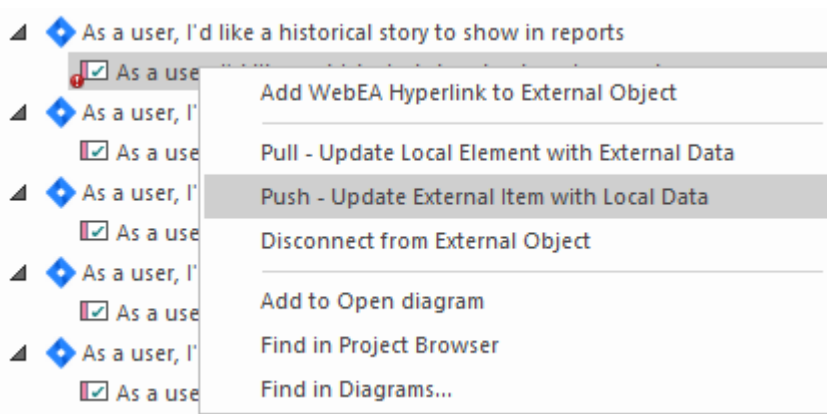 As a user, I'd like a historical story to show in reports
As a use
Add WebEA Hyperlink to External Object
As a user, I'
Pull - Update Local Element with External Data
As a use
As a user, I'
Push - Update External Item with Local Data
As a use
Disconnect from External Object
As a user, I'
Add to Open diagram
As a use
Find in Project Browser
As a user, I'
Find in Diagrams...
As a use